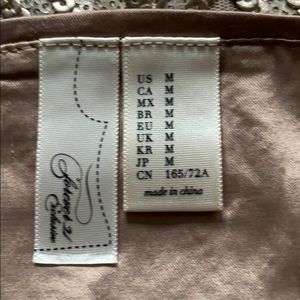 US M
CA M
MX M
BR M
EU M
UK M
KR M
JP M
CN 165/72A
made in china